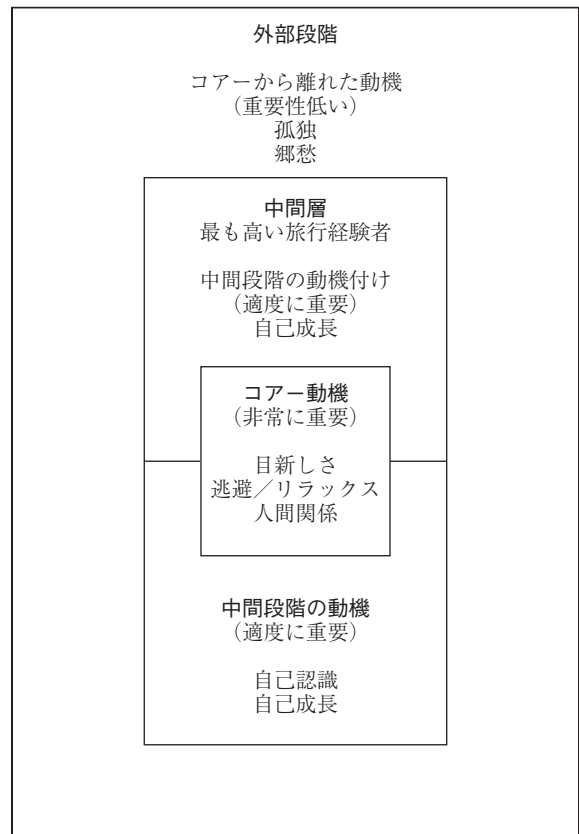 外部段階
コアーから離れた動機
（重要性低い）
孤独
郷愁
中間層
最も高い旅行経験者
中間段階の動機付け
（適度に重要）
自己成長
コアー動機
（非常に重要）
目新しさ
逃避／リラックス
人間関係
中間段階の動機
（適度に重要）
自己認識
自己成長